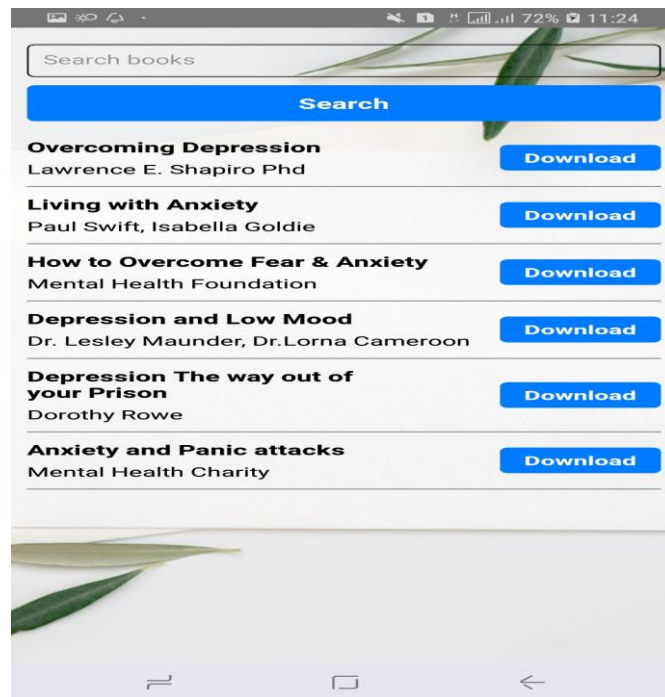 72% 11:24
Search books
Search
Overcoming Depression
Lawrence E. Shapiro Phd
Download
Living with Anxiety
Paul Swift, Isabella Goldie
Download
How to Overcome Fear & Anxiety
Mental Health Foundation
Download
Depression and Low Mood
Dr. Lesley Maunder, Dr.Lorna Cameroon
Download
Depression The way out of
your Prison
Dorothy Rowe
Download
Anxiety and Panic attacks
Mental Health Charity
Download